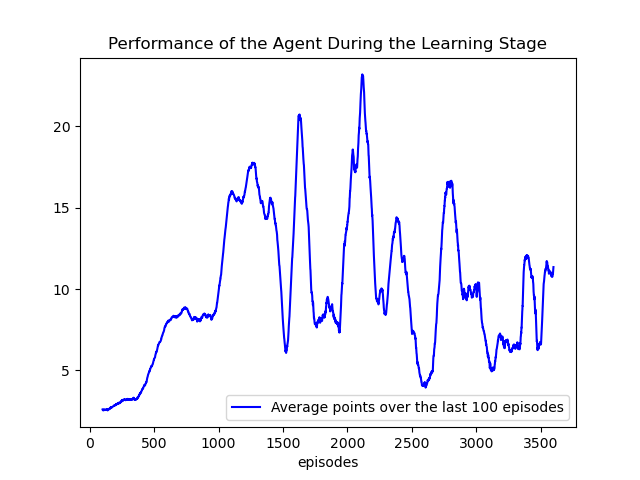 Performance of the Agent During the Learning Stage
20
15
10
5
Average points over the last 100 episodes
0 500 1000 1500 2000 2500 3000 3500
episodes